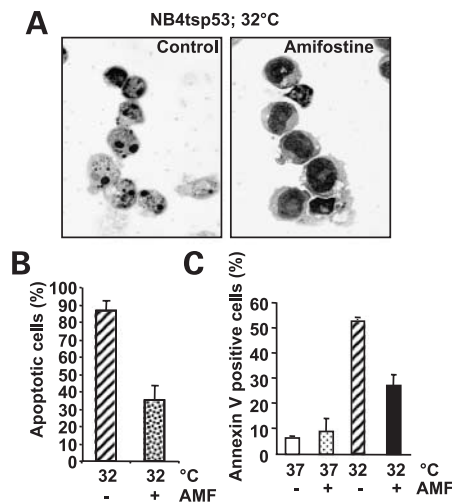 NB4tsp53; 32°C
A
Control
Amifostine
B
Apoptotic cells (%)
100
90
80
70
60
50
40
30
20
10
0
32 32 °C
- + AMF
C
Annexin V positive cells (%)
60
50
40
30
20
10
0
37 37 32 32 °C
- + - + AMF